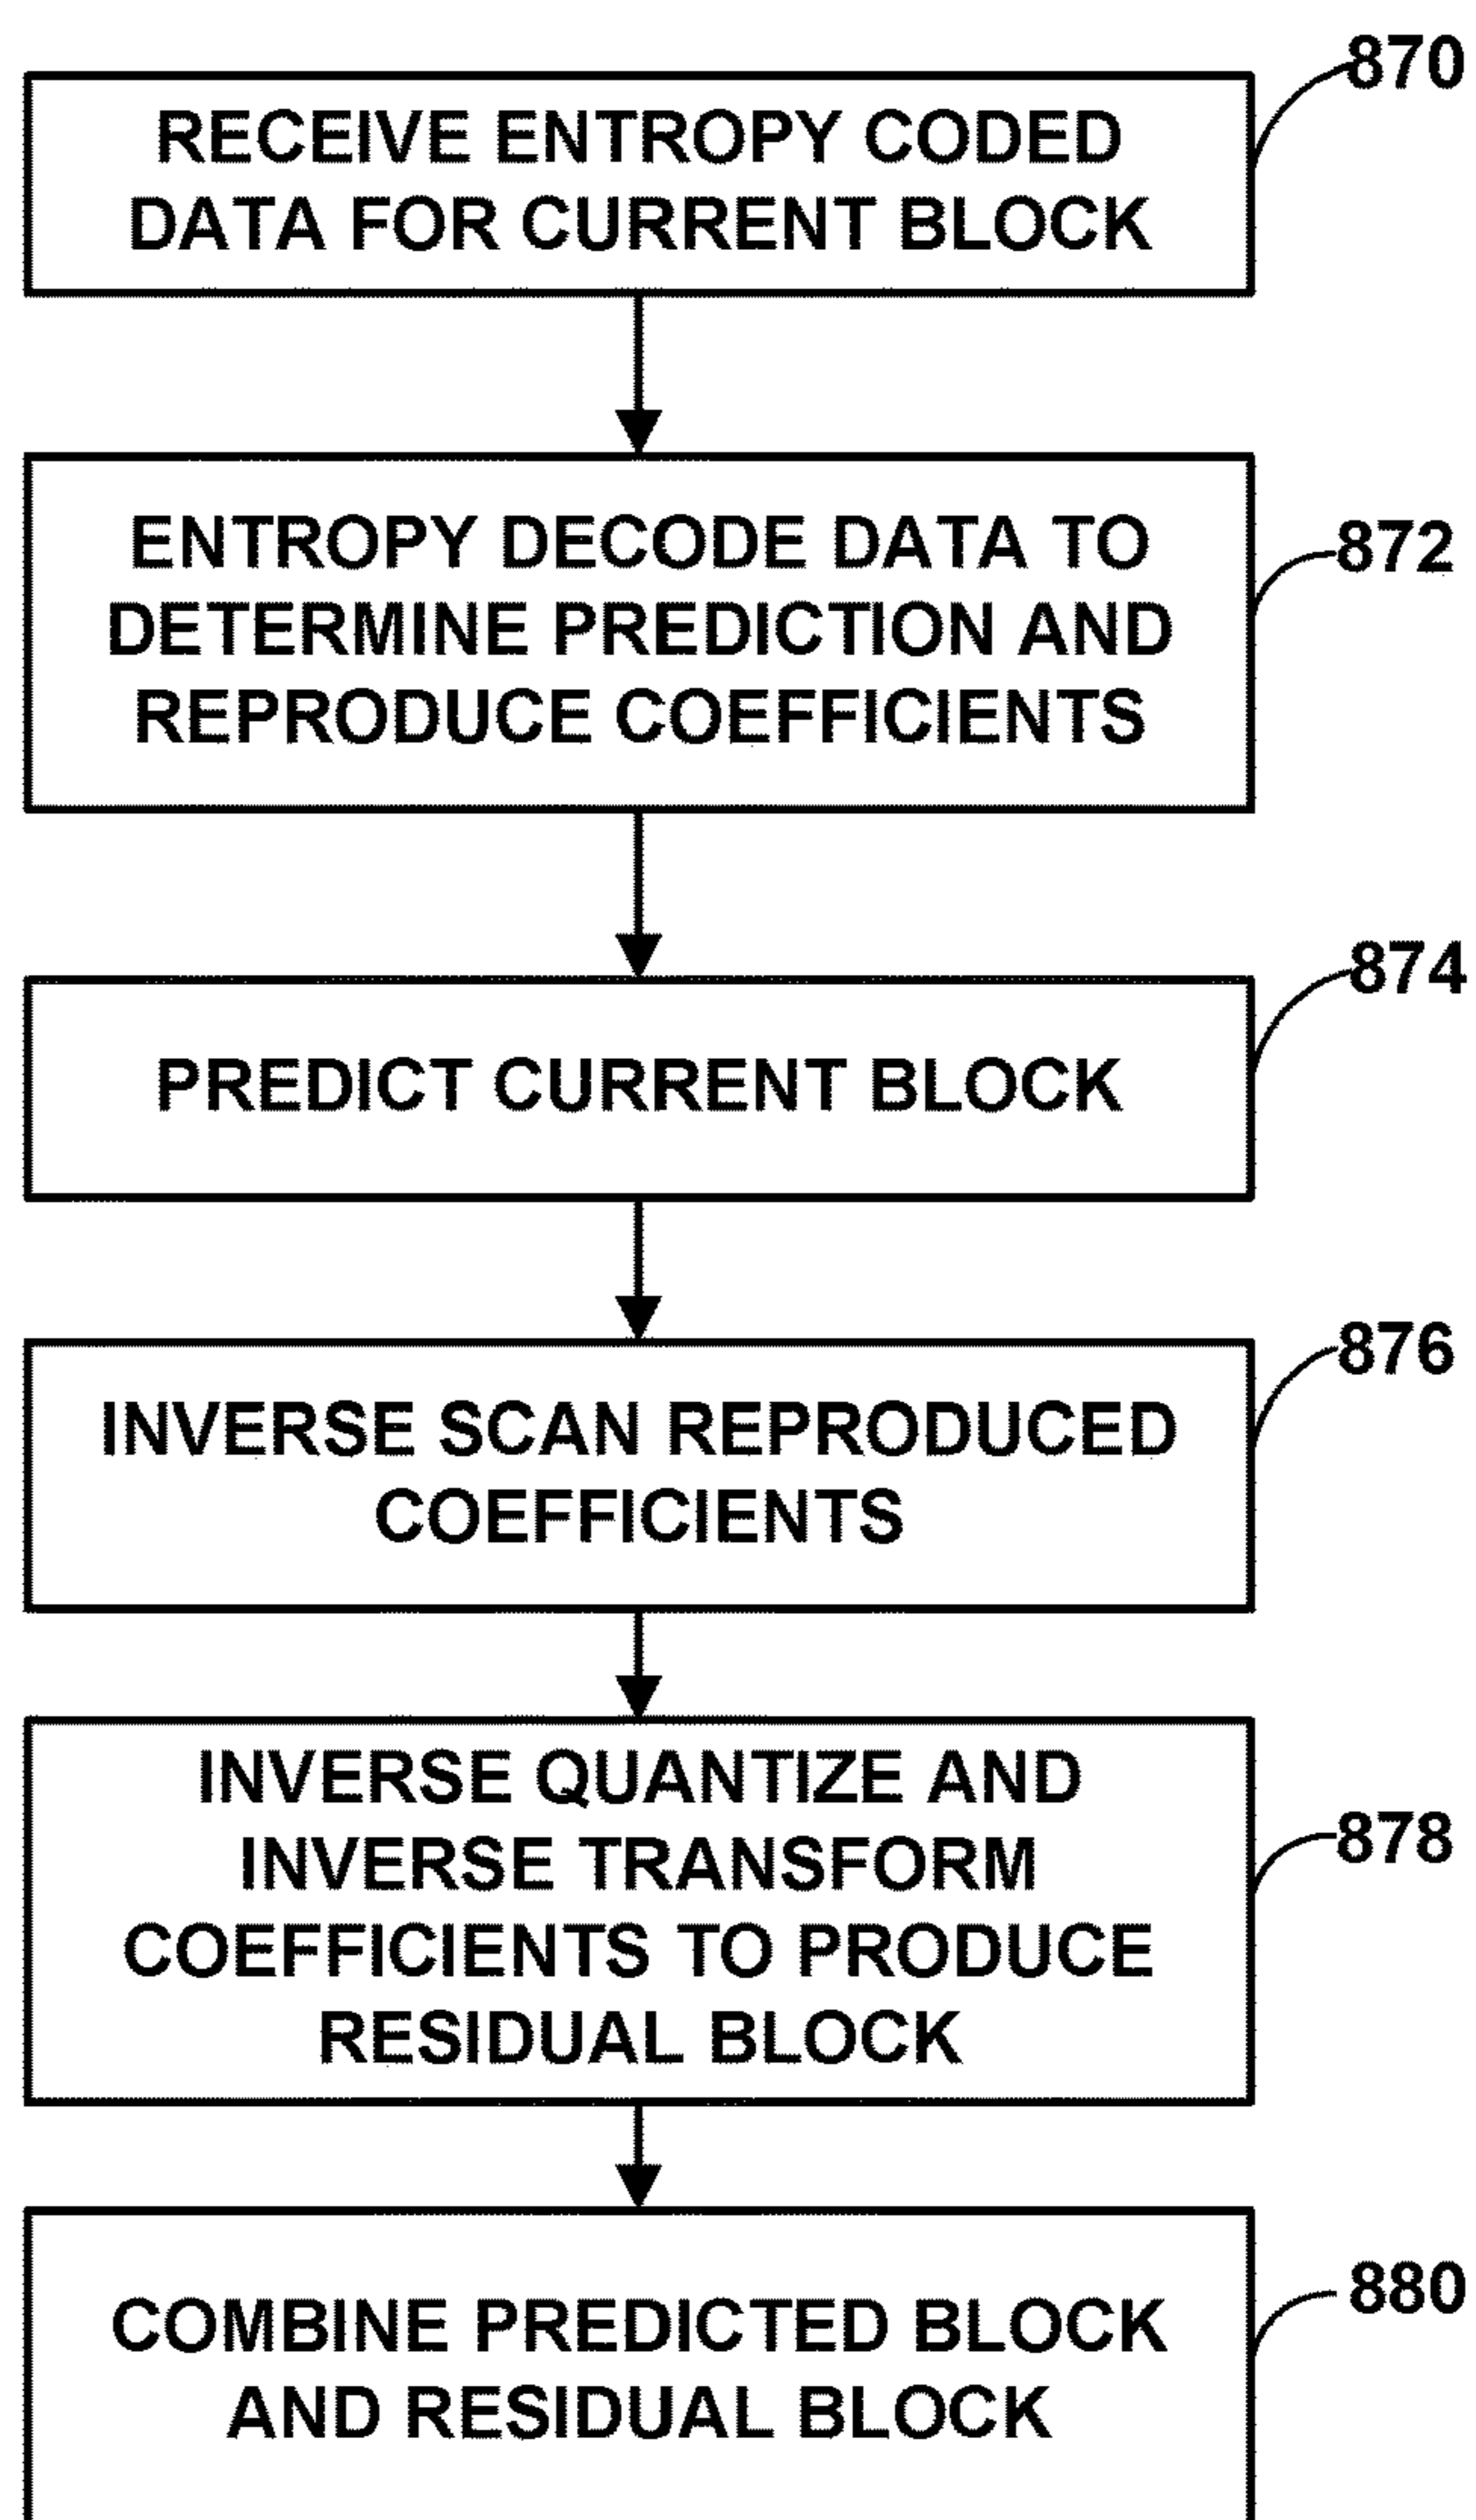 870
RECEIVE ENTROPY CODED
DATA FOR CURRENT BLOCK
872
ENTROPY DECODE DATA TO
DETERMINE PREDICTION AND
REPRODUCE COEFFICIENTS
874
PREDICT CURRENT BLOCK
876
INVERSE SCAN REPRODUCED
COEFFICIENTS
878
INVERSE QUANTIZE AND
INVERSE TRANSFORM
COEFFICIENTS TO PRODUCE
RESIDUAL BLOCK
880
COMBINE PREDICTED BLOCK
AND RESIDUAL BLOCK